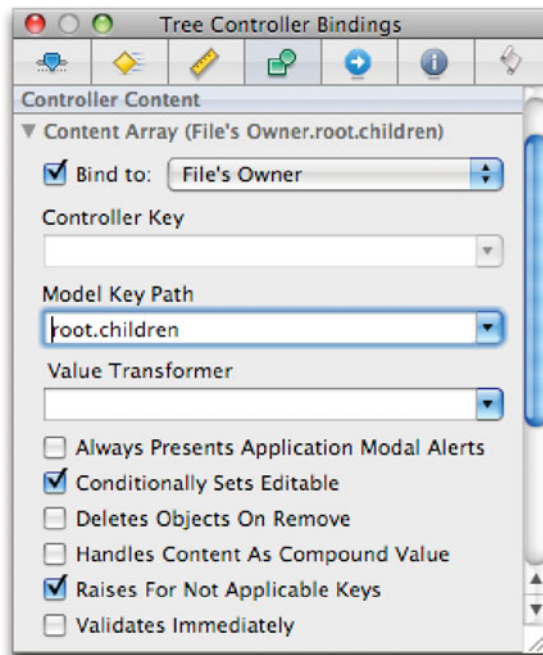 Tree Controller Bindings
Controller Content
Content Array (File's Owner.root.children)
Bind to: File's Owner
Controller Key
Model Key Path
root.children
Value Transformer
Always Presents Application Modal Alerts
Conditionally Sets Editable
Deletes Objects On Remove
Handles Content As Compound Value
Raises For Not Applicable Keys
Validates Immediately